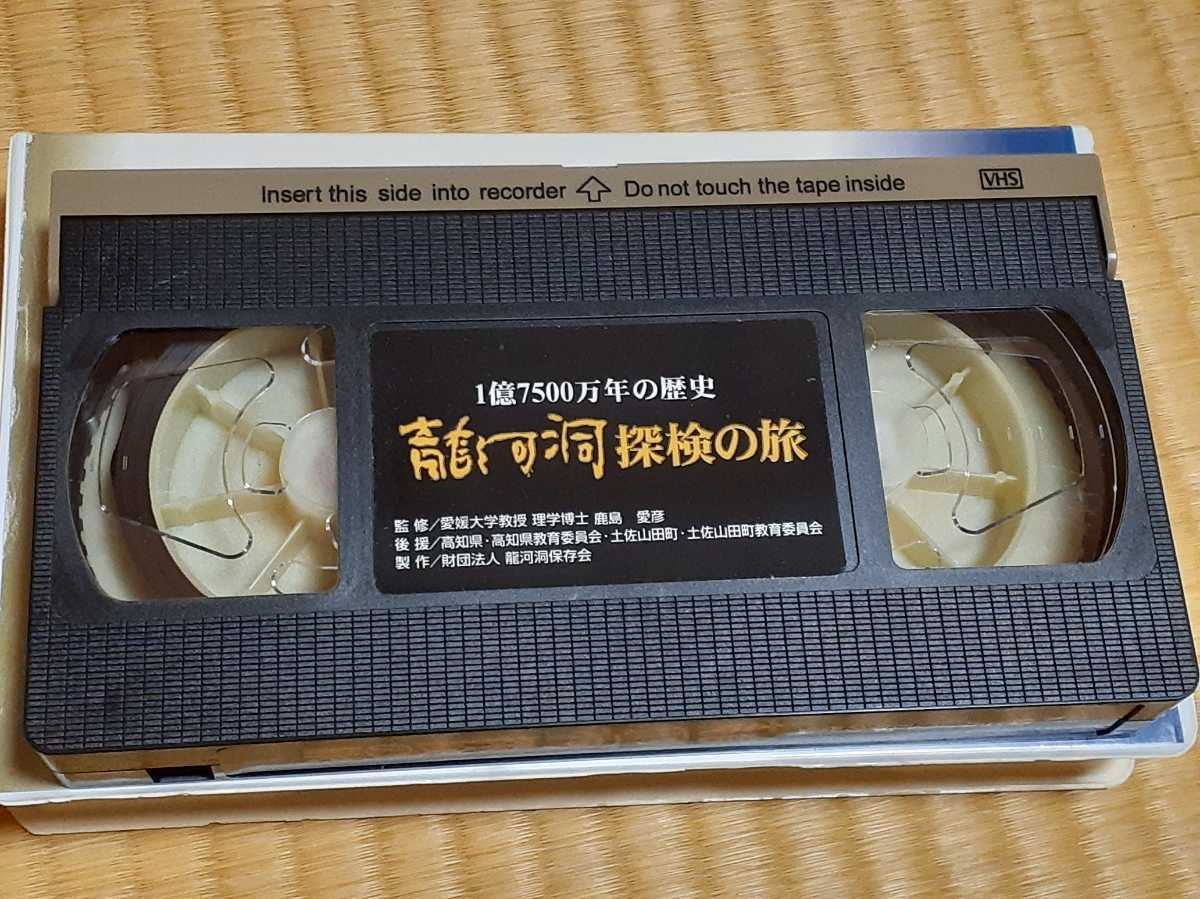 Insert this side into recorder Do not touch the tape inside VHS
1億7500万年の歴史
龍河洞探検の旅
監 修／愛媛大学教授 理学博士 鹿島 愛彦
後 援／高知県・高知県教育委員会・土佐山田町・土佐山田町教育委員会
製 作／財団法人 龍河洞保存会